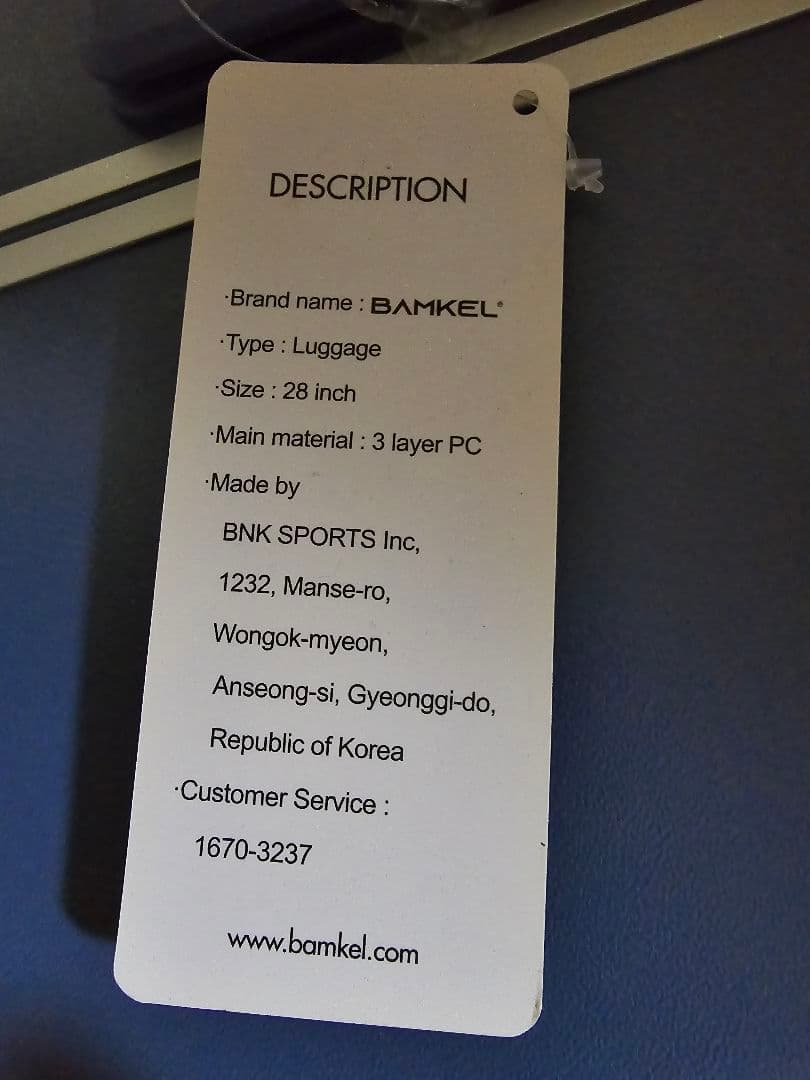 DESCRIPTION
·Brand name : BAMKEL®
·Type : Luggage
·Size : 28 inch
·Main material : 3 layer PC
·Made by
BNK SPORTS Inc,
1232, Manse-ro,
Wongok-myeon,
Anseong-si, Gyeonggi-do,
Republic of Korea
·Customer Service :
1670-3237
www.bamkel.com